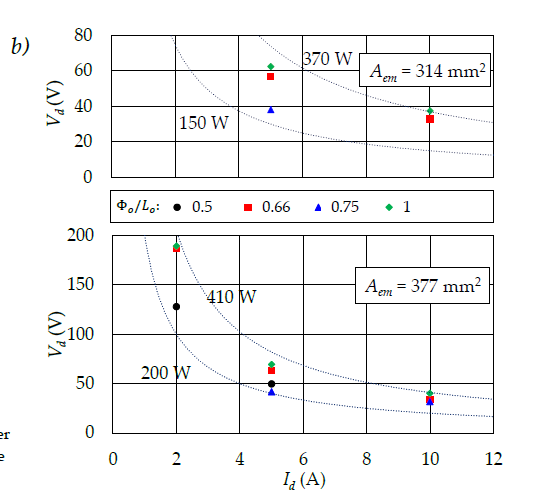 b)
80
60
40
20
0
V_d (V)
370 W
A_em = 314 mm²
150 W
Φ_o/L_o: 0.5 0.66 0.75 1
200
150
100
50
0
V_d (V)
410 W
A_em = 377 mm²
200 W
er
e
0 2 4 6 8 10 12
I_d (A)